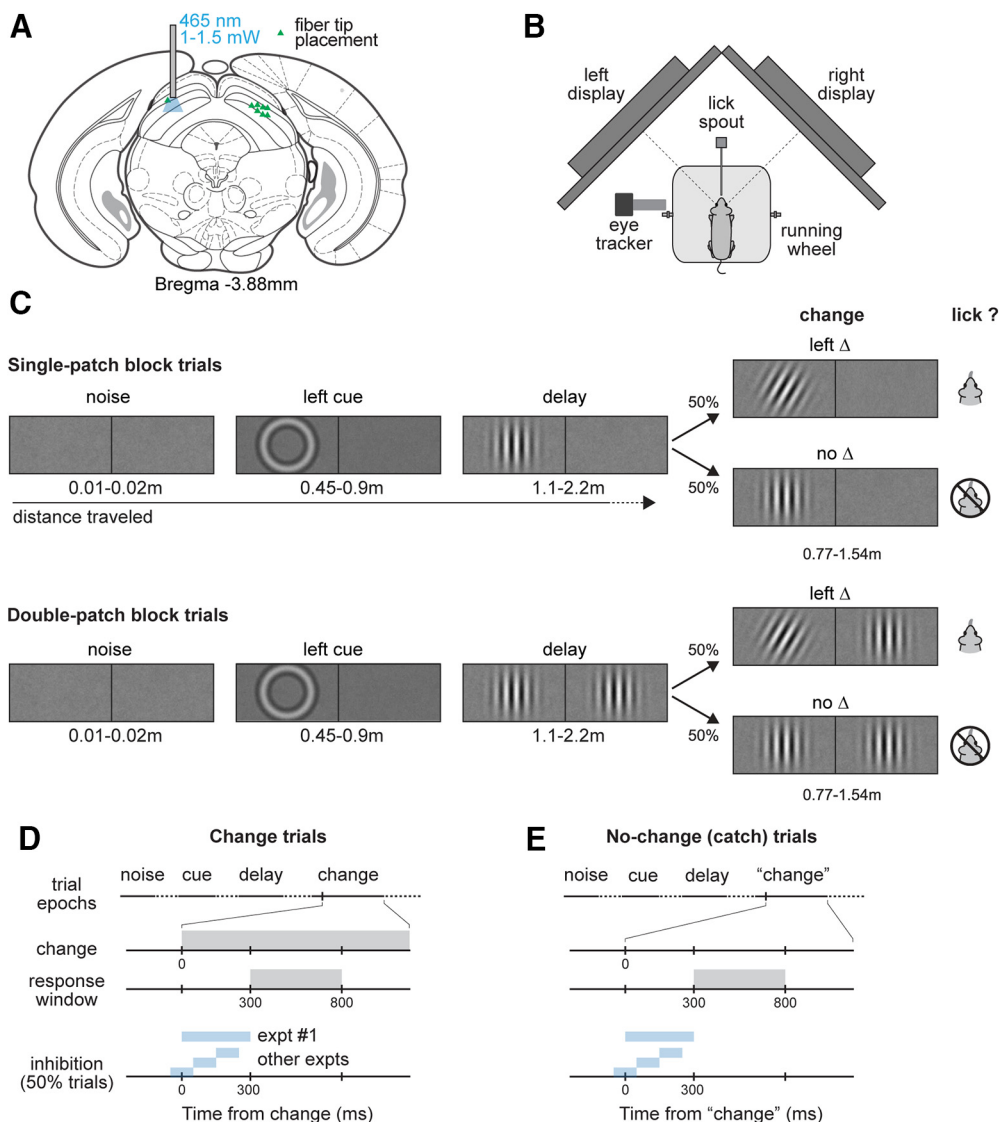 A
465 nm
1-1.5 mW
fiber tip
placement
Bregma -3.88mm
B
left
display
right
display
lick
spout
eye
tracker
running
wheel
C
change
lick ?
Single-patch block trials
left Δ
noise
left cue
delay
50%
50%
no Δ
0.01-0.02m
0.45-0.9m
1.1-2.2m
distance traveled
0.77-1.54m
Double-patch block trials
left Δ
noise
left cue
delay
50%
50%
no Δ
0.01-0.02m
0.45-0.9m
1.1-2.2m
0.77-1.54m
D
Change trials
noise cue delay change
trial
epochs
change
0
response
window
300 800
expt #1
other expts
inhibition
(50% trials)
0 300
Time from change (ms)
E
No-change (catch) trials
noise cue delay “change”
0
300 800
0 300
Time from “change” (ms)